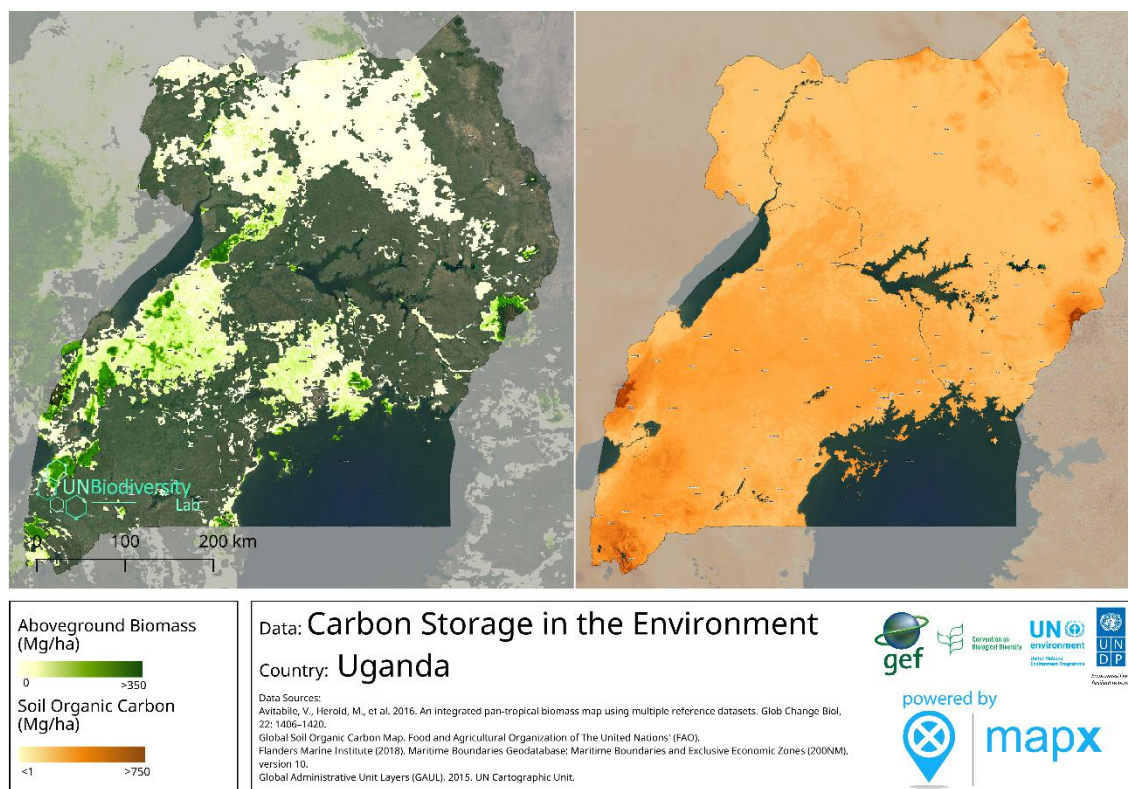 UNBiodiversity
Lab
0 100 200 km
Aboveground Biomass
(Mg/ha)
0 >350
Soil Organic Carbon
(Mg/ha)
<1 >750
Data: Carbon Storage in the Environment
Country: Uganda
Data Sources:
Avitabile, V., Herold, M., et al. 2016. An integrated pan-tropical biomass map using multiple reference datasets. Glob Change Biol,
22: 1406–1420.
Global Soil Organic Carbon Map. Food and Agricultural Organization of The United Nations' (FAO).
Flanders Marine Institute (2018). Maritime Boundaries Geodatabase: Maritime Boundaries and Exclusive Economic Zones (200NM),
version 10.
Global Administrative Unit Layers (GAUL). 2015. UN Cartographic Unit.
gef
Convention on
Biological Diversity
UN
environment
United Nations
Environment Programme
U N
D P
powered by
mapx